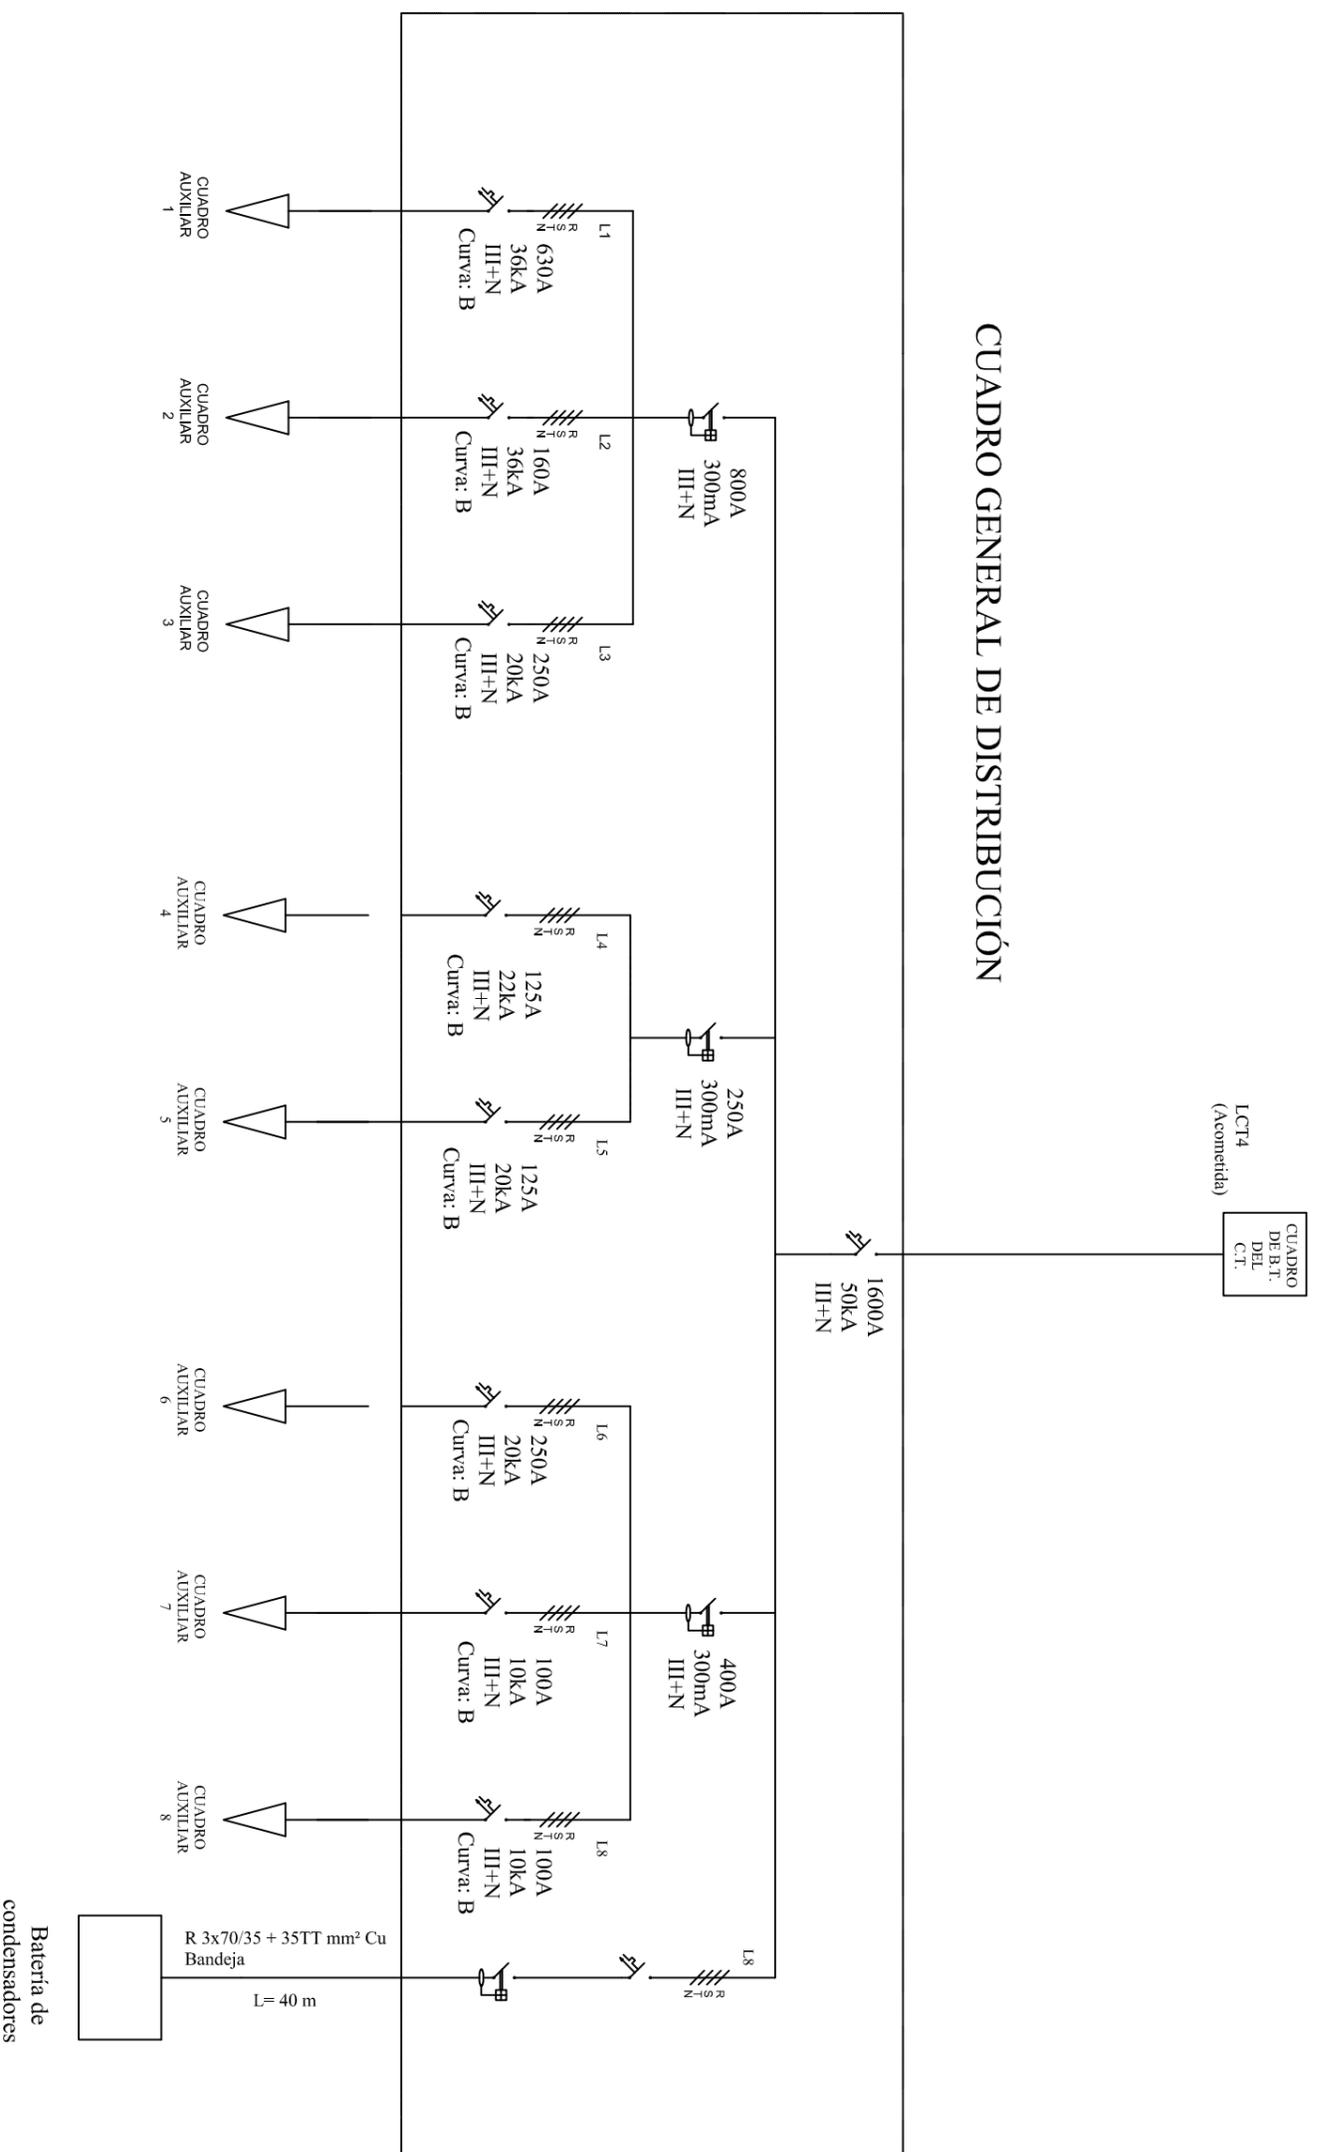 CUADRO GENERAL DE DISTRIBUCIÓN
LCT4
(Acometida)
CUADRO
DE B.T.
DEL
C.T.
1600A
50kA
III+N
800A
300mA
III+N
250A
300mA
III+N
400A
300mA
III+N
L1
R
S
T
N
630A
36kA
III+N
Curva: B
CUADRO
AUXILIAR
1
L2
R
S
T
N
160A
36kA
III+N
Curva: B
CUADRO
AUXILIAR
2
L3
R
S
T
N
250A
20kA
III+N
Curva: B
CUADRO
AUXILIAR
3
L4
R
S
T
N
125A
22kA
III+N
Curva: B
CUADRO
AUXILIAR
4
L5
R
S
T
N
125A
20kA
III+N
Curva: B
CUADRO
AUXILIAR
5
L6
R
S
T
N
250A
20kA
III+N
Curva: B
CUADRO
AUXILIAR
6
L7
R
S
T
N
100A
10kA
III+N
Curva: B
CUADRO
AUXILIAR
7
L8
R
S
T
N
100A
10kA
III+N
Curva: B
CUADRO
AUXILIAR
8
L8
R
S
T
N
R 3x70/35 + 35TT mm² Cu
Bandeja
L= 40 m
Batería de
condensadores